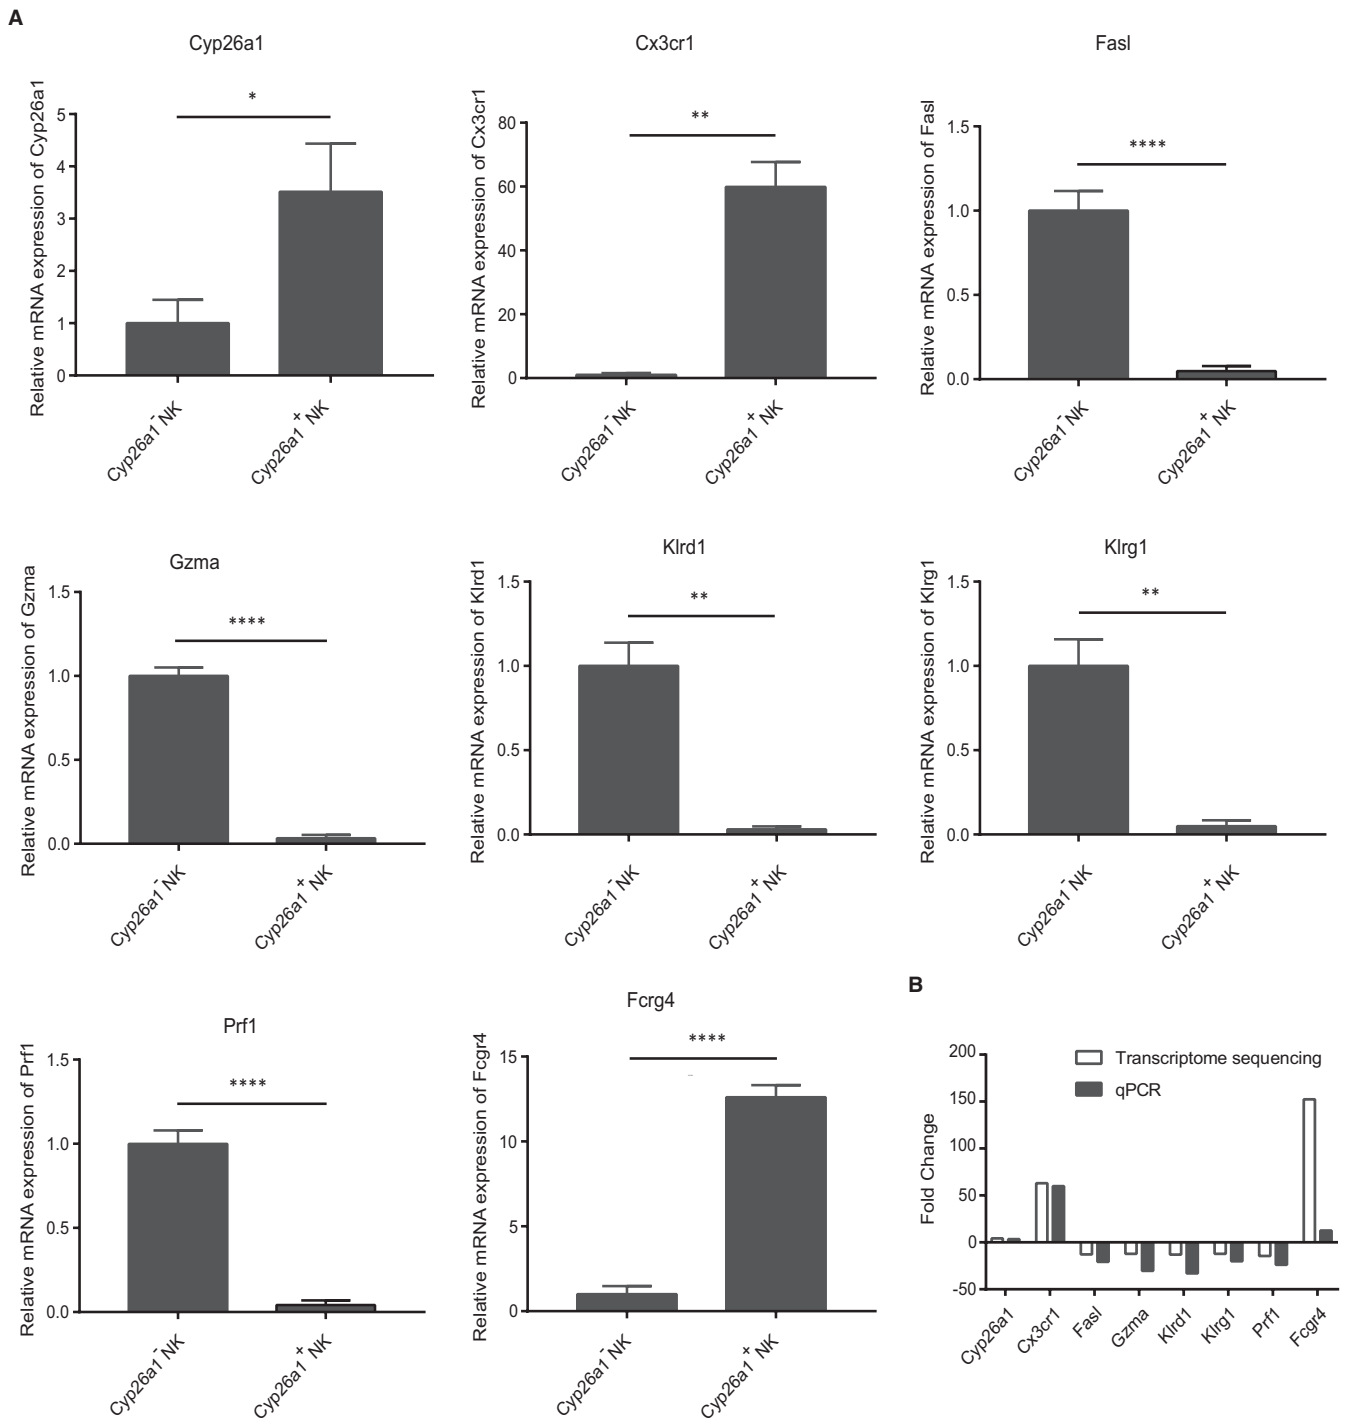 A
Cyp26a1
Relative mRNA expression of Cyp26a1
5
4
3
2
1
0
*
Cyp26a1⁻ NK
Cyp26a1⁺ NK
Cx3cr1
Relative mRNA expression of Cx3cr1
80
60
40
20
0
**
Cyp26a1⁻ NK
Cyp26a1⁺ NK
Fasl
Relative mRNA expression of Fasl
1.5
1.0
0.5
0.0
****
Cyp26a1⁻ NK
Cyp26a1⁺ NK
Gzma
Relative mRNA expression of Gzma
1.5
1.0
0.5
0.0
****
Cyp26a1⁻ NK
Cyp26a1⁺ NK
Klrd1
Relative mRNA expression of Klrd1
1.5
1.0
0.5
0.0
**
Cyp26a1⁻ NK
Cyp26a1⁺ NK
Klrg1
Relative mRNA expression of Klrg1
1.5
1.0
0.5
0.0
**
Cyp26a1⁻ NK
Cyp26a1⁺ NK
Prf1
Relative mRNA expression of Prf1
1.5
1.0
0.5
0.0
****
Cyp26a1⁻ NK
Cyp26a1⁺ NK
Fcrg4
Relative mRNA expression of Fcgr4
15
10
5
0
****
Cyp26a1⁻ NK
Cyp26a1⁺ NK
B
Fold Change
200
150
100
50
0
-50
Transcriptome sequencing
qPCR
Cyp26a1
Cx3cr1
Fasl
Gzma
Klrd1
Klrg1
Prf1
Fcgr4